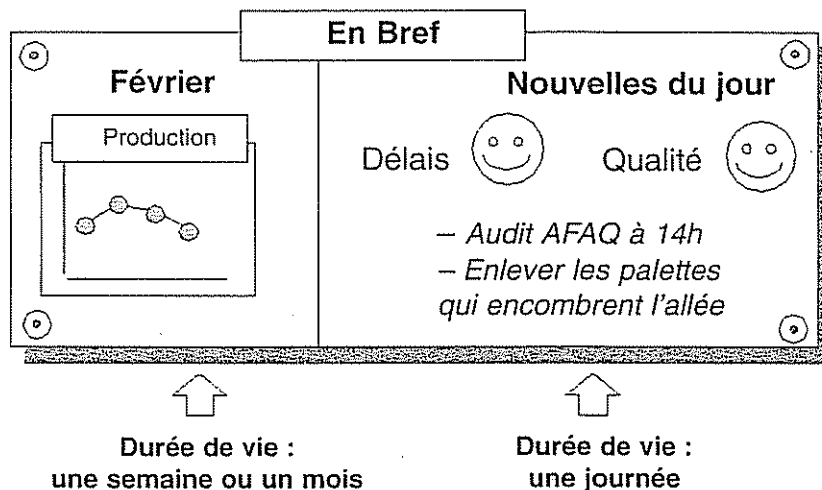 En Bref
Février
Production
Nouvelles du jour
Délais
Qualité
– Audit AFAQ à 14h
– Enlever les palettes
qui encombrent l'allée
Durée de vie :
une semaine ou un mois
Durée de vie :
une journée